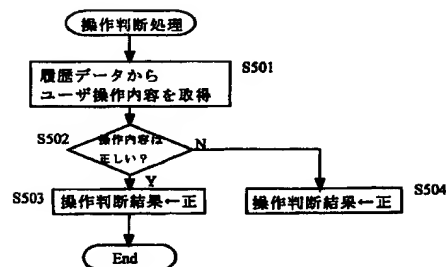 操作判断処理
履歴データから
ユーザ操作内容を取得
S501
S502
操作内容は
正しい？
N
Y
S503
操作判断結果←正
操作判断結果←正
S504
End